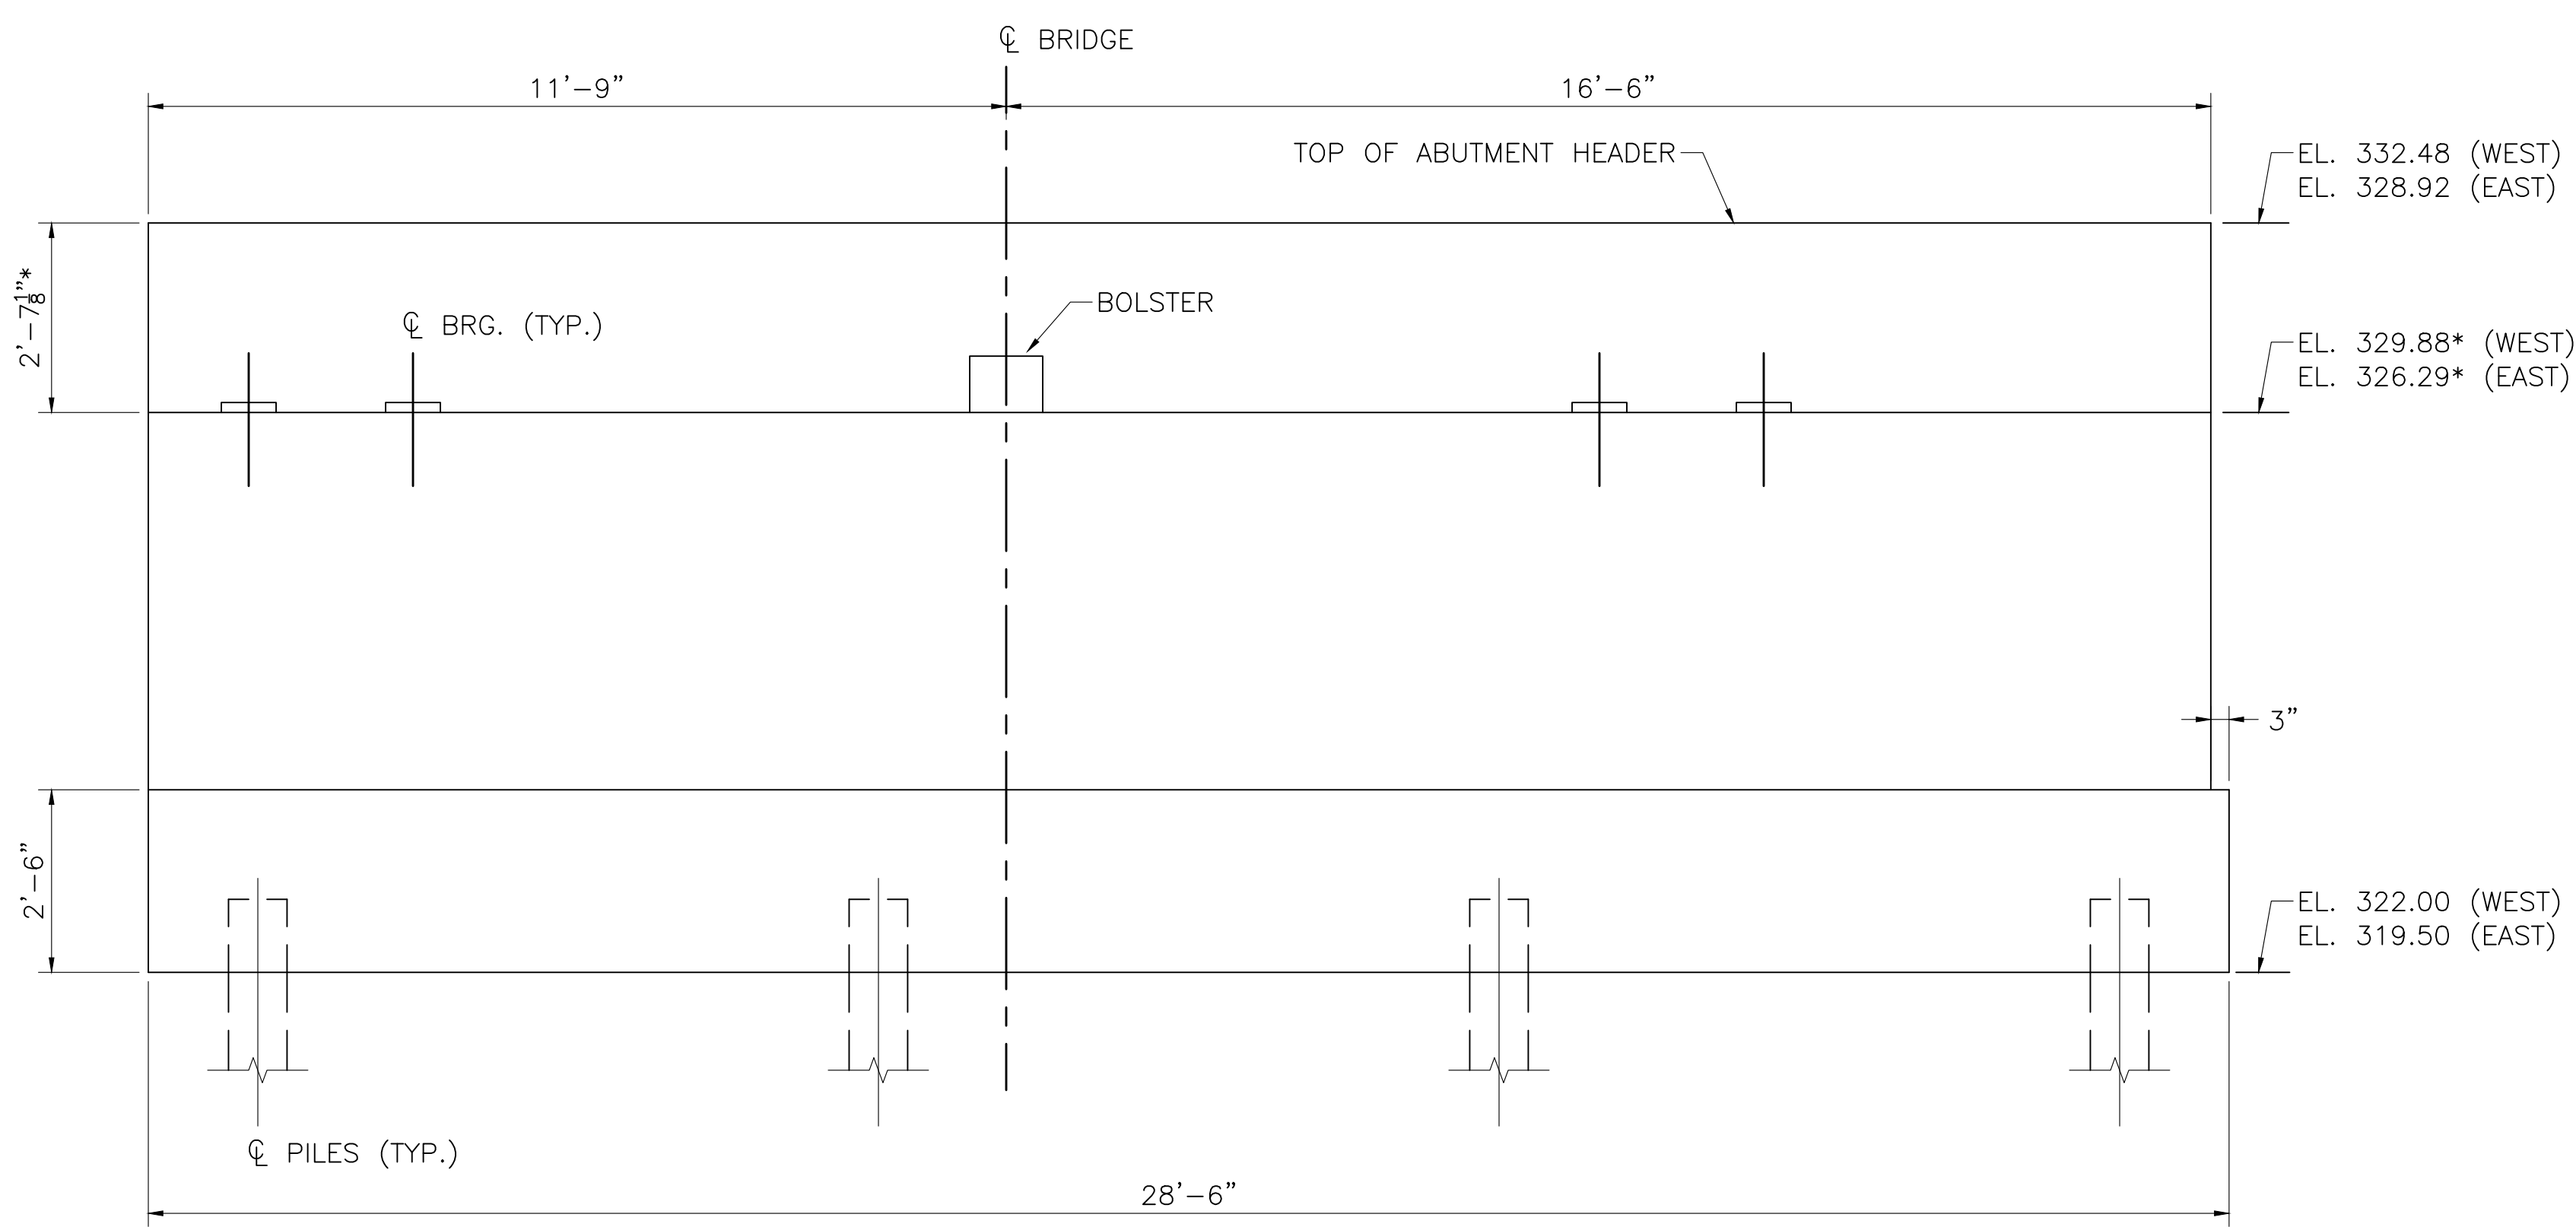 ℄ BRIDGE
11'-9"
16'-6"
TOP OF ABUTMENT HEADER
EL. 332.48 (WEST)
EL. 328.92 (EAST)
2'-7 1/8"*
BOLSTER
℄ BRG. (TYP.)
EL. 329.88* (WEST)
EL. 326.29* (EAST)
3"
2'-6"
EL. 322.00 (WEST)
EL. 319.50 (EAST)
℄ PILES (TYP.)
28'-6"